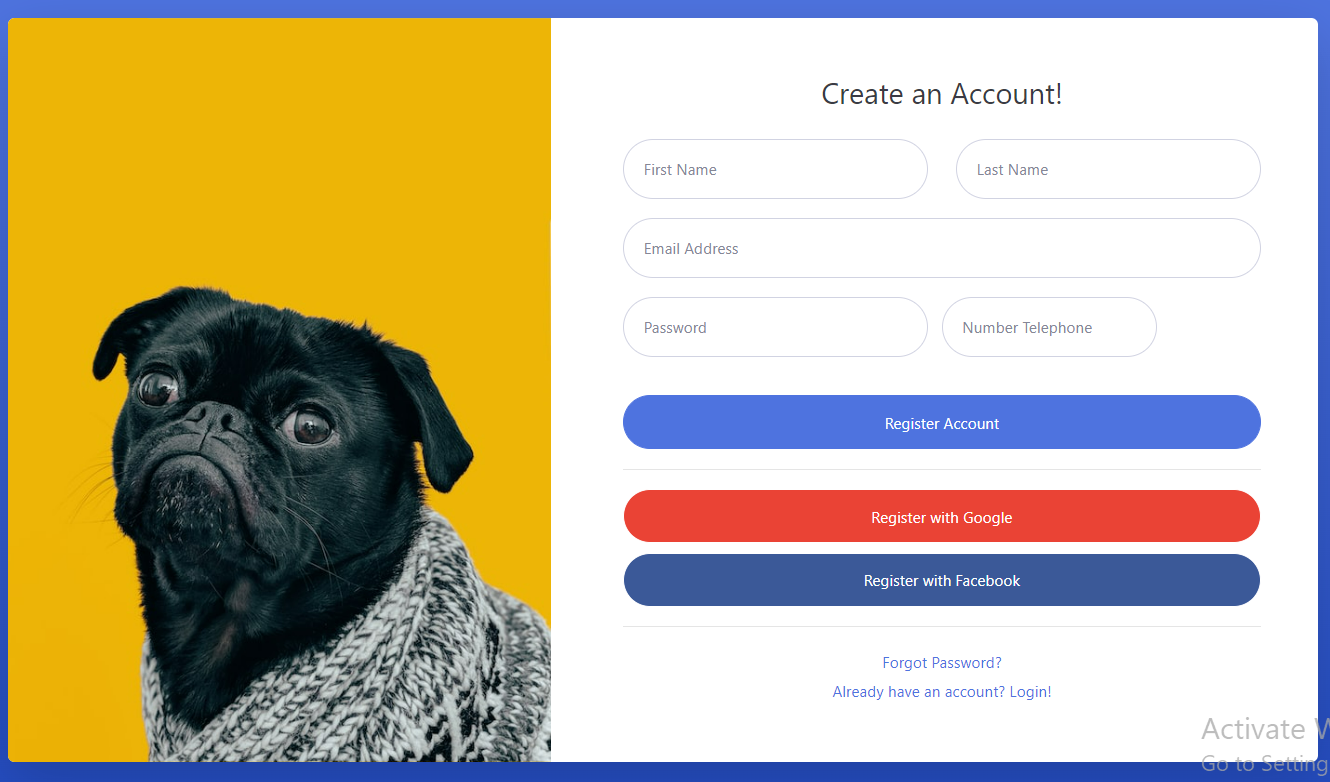 Create an Account!
First Name
Last Name
Email Address
Password
Number Telephone
Register Account
Register with Google
Register with Facebook
Forgot Password?
Already have an account? Login!
Activate
Go to Setting